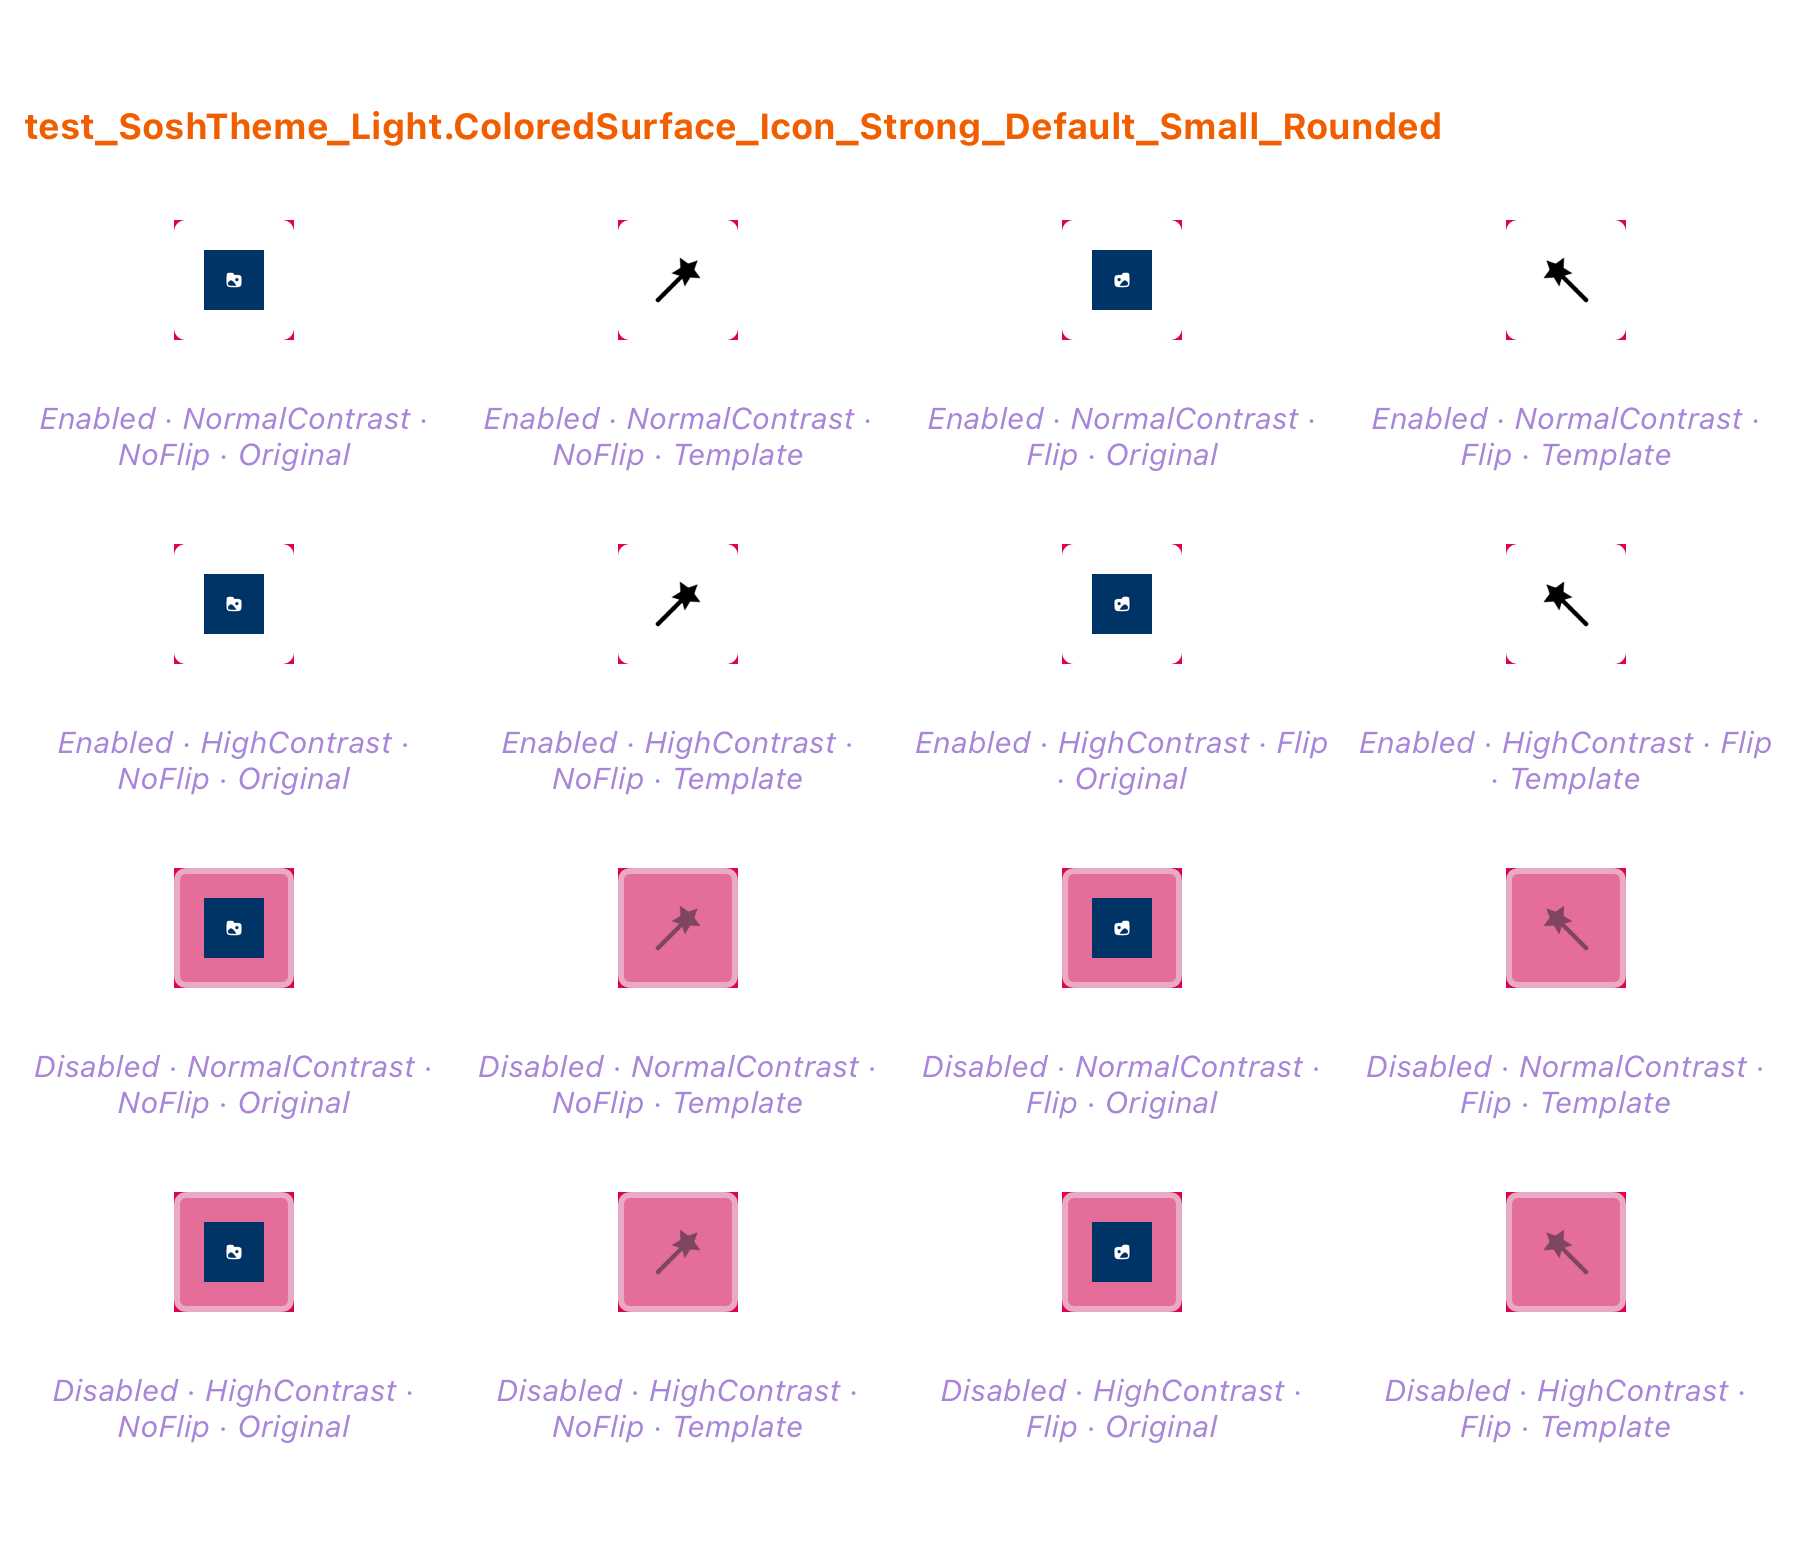 test_SoshTheme_Light.ColoredSurface_Icon_Strong_Default_Small_Rounded
Enabled · NormalContrast ·
NoFlip · Original
Enabled · NormalContrast ·
NoFlip · Template
Enabled · NormalContrast ·
Flip · Original
Enabled · NormalContrast ·
Flip · Template
Enabled · HighContrast ·
NoFlip · Original
Enabled · HighContrast ·
NoFlip · Template
Enabled · HighContrast · Flip
· Original
Enabled · HighContrast · Flip
· Template
Disabled · NormalContrast ·
NoFlip · Original
Disabled · NormalContrast ·
NoFlip · Template
Disabled · NormalContrast ·
Flip · Original
Disabled · NormalContrast ·
Flip · Template
Disabled · HighContrast ·
NoFlip · Original
Disabled · HighContrast ·
NoFlip · Template
Disabled · HighContrast ·
Flip · Original
Disabled · HighContrast ·
Flip · Template